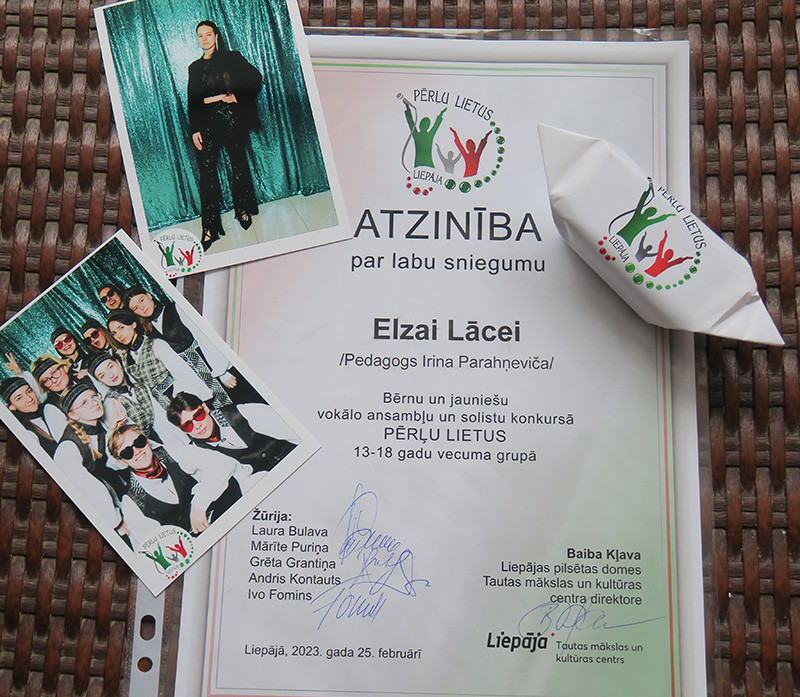 PĒRĻU LIETUS
LIEPĀJA
ATZINĪBA
par labu sniegumu
Elzai Lācei
/Pedagogs Irina Parahņeviča/
Bērnu un jauniešu
vokālo ansambļu un solistu konkursā
PĒRĻU LIETUS
13-18 gadu vecuma grupā
Žūrija:
Laura Bulava
Mārīte Puriņa
Grēta Grantiņa
Andris Kontauts
Ivo Fomins
Baiba Kļava
Liepājas pilsētas domes
Tautas mākslas un kultūras
centra direktore
Liepājā, 2023. gada 25. februārī
Liepāja
Tautas mākslas un
kultūras centrs
PĒRĻU LIETUS
LIEPĀJA